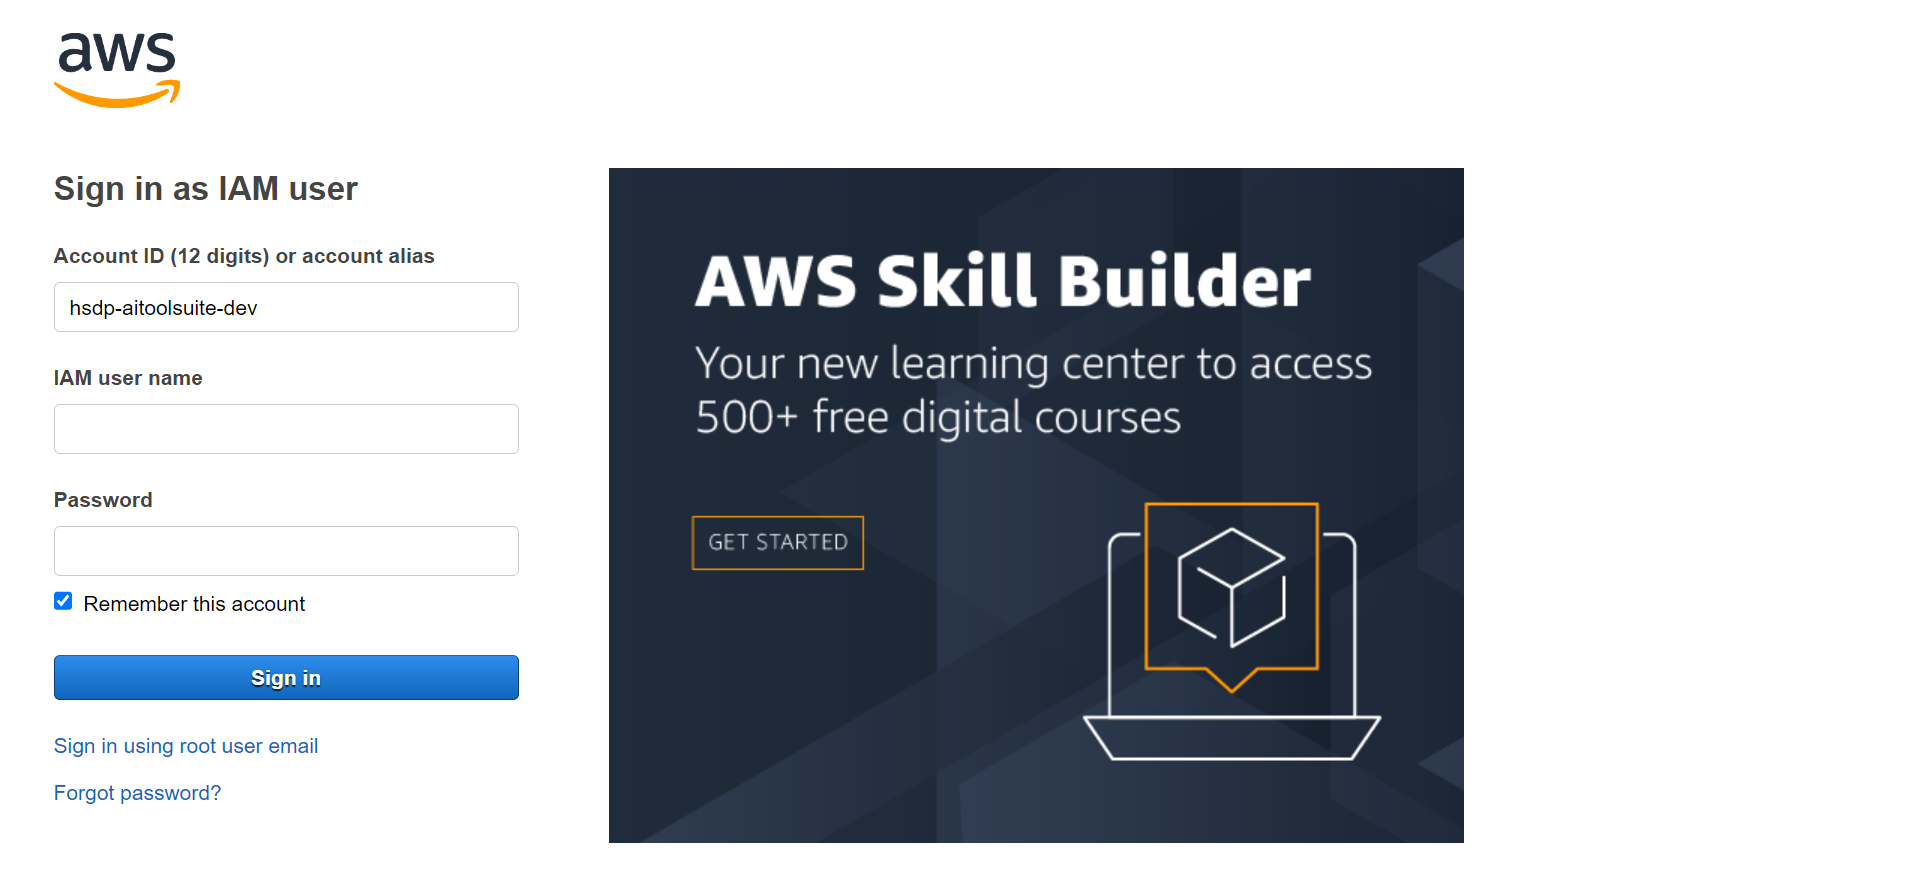 aws
Sign in as IAM user
Account ID (12 digits) or account alias
hsdp-aitoolsuite-dev
IAM user name
Password
Remember this account
Sign in
Sign in using root user email
Forgot password?
AWS Skill Builder
Your new learning center to access
500+ free digital courses
GET STARTED